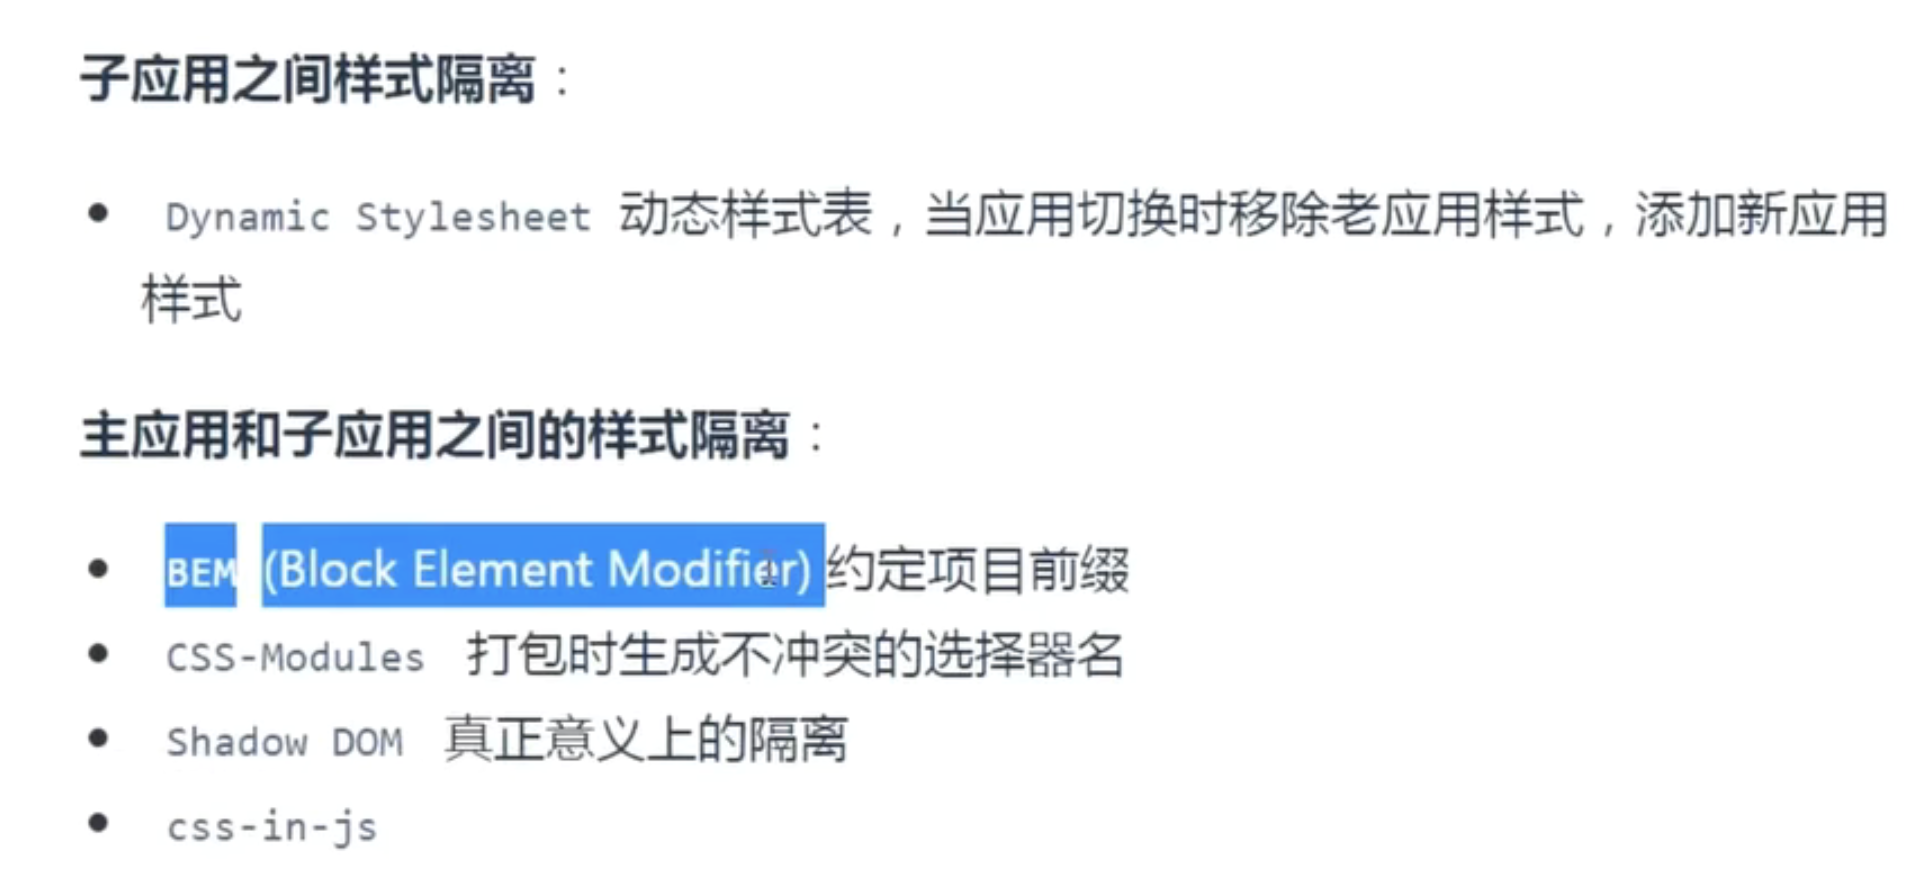 子应用之间样式隔离：
• Dynamic Stylesheet 动态样式表，当应用切换时移除老应用样式，添加新应用
样式
主应用和子应用之间的样式隔离：
• BEM (Block Element Modifier) 约定项目前缀
• CSS-Modules 打包时生成不冲突的选择器名
• Shadow DOM 真正意义上的隔离
• css-in-js